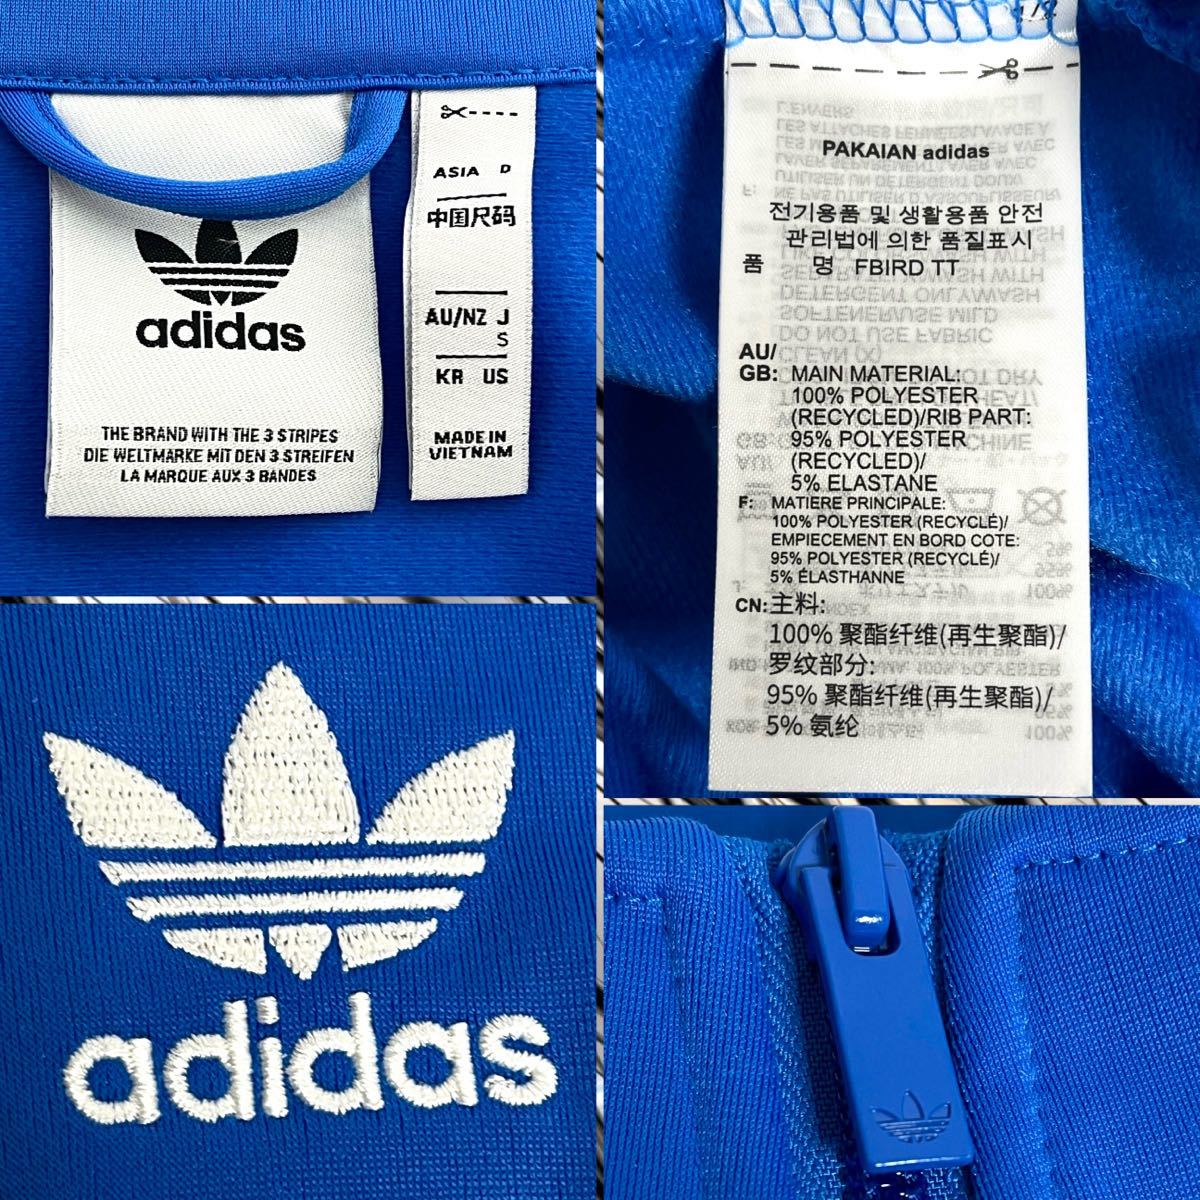 adidas
THE BRAND WITH THE 3 STRIPES
DIE WELTMARKE MIT DEN 3 STREIFEN
LA MARQUE AUX 3 BANDES
ASIA D
中国尺码
AU/NZ J
S
KR US
MADE IN
VIETNAM
1/2
PAKAIAN adidas
전기용품 및 생활용품 안전
관리법에 의한 품질표시
품 명 FBIRD TT
AU/
GB: MAIN MATERIAL:
100% POLYESTER
(RECYCLED)/RIB PART:
95% POLYESTER
(RECYCLED)/
5% ELASTANE
F: MATIERE PRINCIPALE:
100% POLYESTER (RECYCLÉ)/
EMPIECEMENT EN BORD COTE:
95% POLYESTER (RECYCLÉ)/
5% ÉLASTHANNE
CN: 主料:
100% 聚酯纤维(再生聚酯)/
罗纹部分:
95% 聚酯纤维(再生聚酯)/
5% 氨纶
adidas